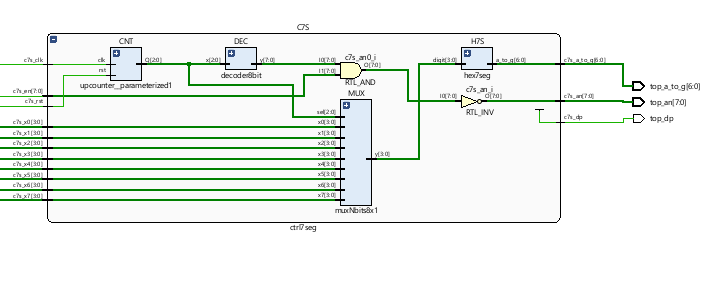 C7S
CNT
DEC
H7S
c7s_clk
clk
rst
Q[2:0]
x[2:0]
y[7:0]
I0[7:0]
I1[7:0]
c7s_an0_i
O[7:0]
RTL_AND
digit[3:0]
a_to_g[6:0]
c7s_a_to_g[6:0]
upcounter_parameterized1
decoder8bit
hex7seg
top_a_to_g[6:0]
c7s_en[7:0]
c7s_rst
MUX
c7s_an_i
I0[7:0]
O[7:0]
RTL_INV
c7s_an[7:0]
top_an[7:0]
c7s_dp
top_dp
sel[2:0]
c7s_x0[3:0]
x0[3:0]
c7s_x1[3:0]
x1[3:0]
c7s_x2[3:0]
x2[3:0]
c7s_x3[3:0]
x3[3:0]
y[3:0]
c7s_x4[3:0]
x4[3:0]
c7s_x5[3:0]
x5[3:0]
c7s_x6[3:0]
x6[3:0]
c7s_x7[3:0]
x7[3:0]
muxNbits8x1
ctrl7seg